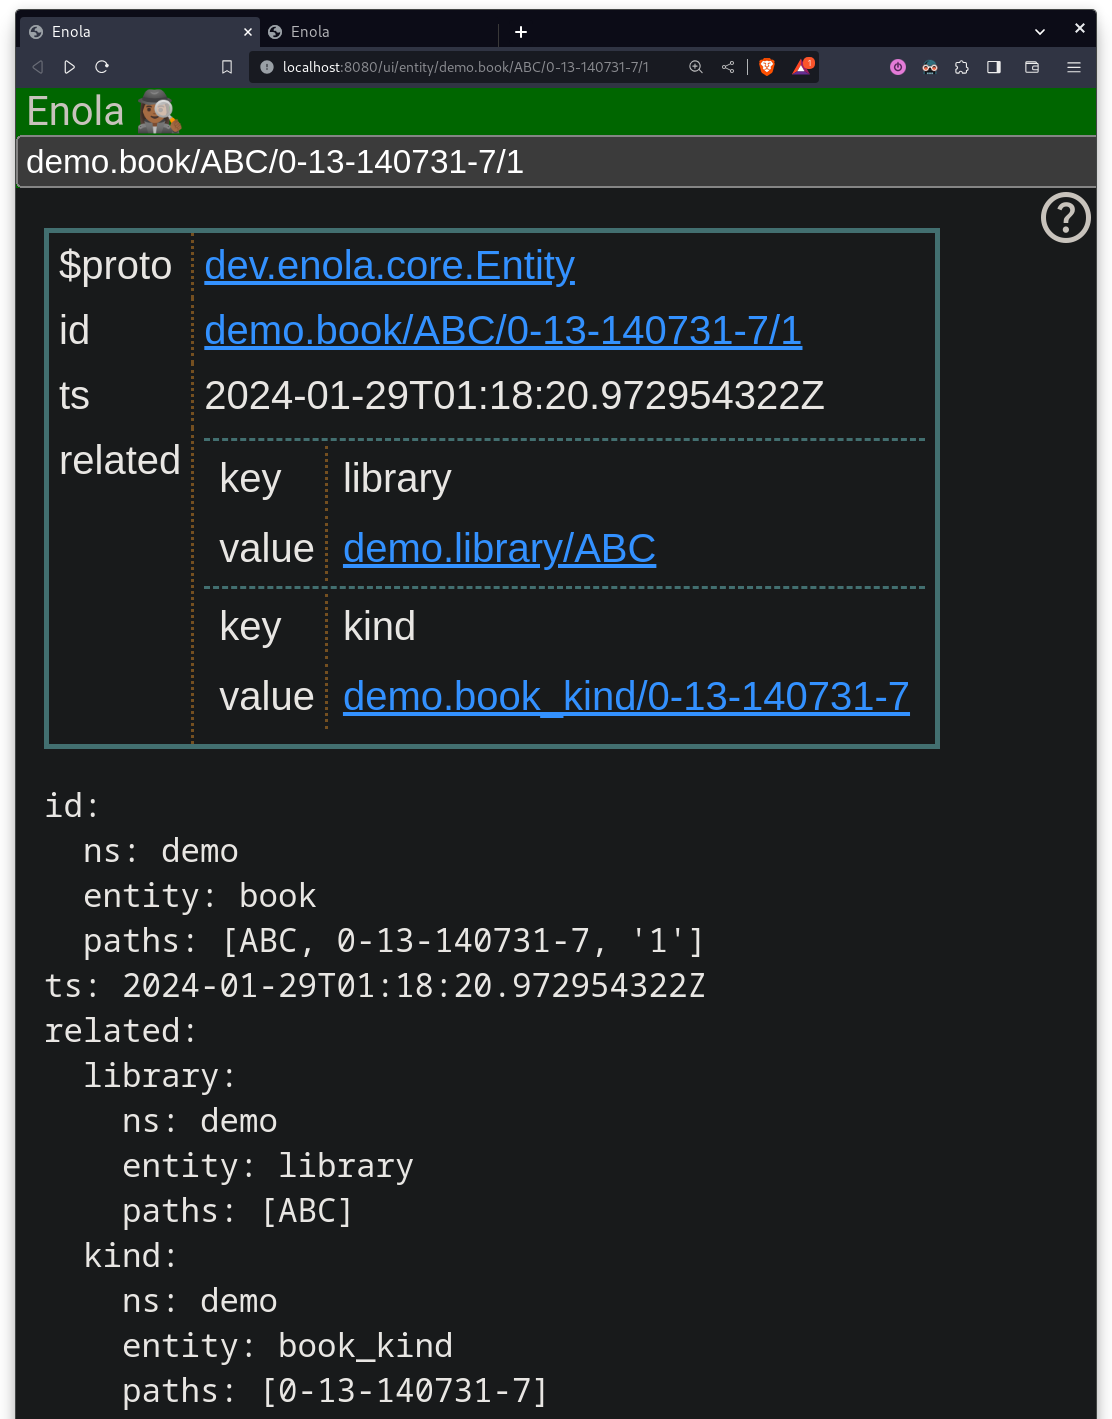 Enola
Enola
localhost:8080/ui/entity/demo.book/ABC/0-13-140731-7/1
1
Enola
demo.book/ABC/0-13-140731-7/1
?
$proto dev.enola.core.Entity
id demo.book/ABC/0-13-140731-7/1
ts 2024-01-29T01:18:20.972954322Z
related
key library
value demo.library/ABC
key kind
value demo.book_kind/0-13-140731-7
id:
  ns: demo
  entity: book
  paths: [ABC, 0-13-140731-7, '1']
ts: 2024-01-29T01:18:20.972954322Z
related:
  library:
    ns: demo
    entity: library
    paths: [ABC]
  kind:
    ns: demo
    entity: book_kind
    paths: [0-13-140731-7]